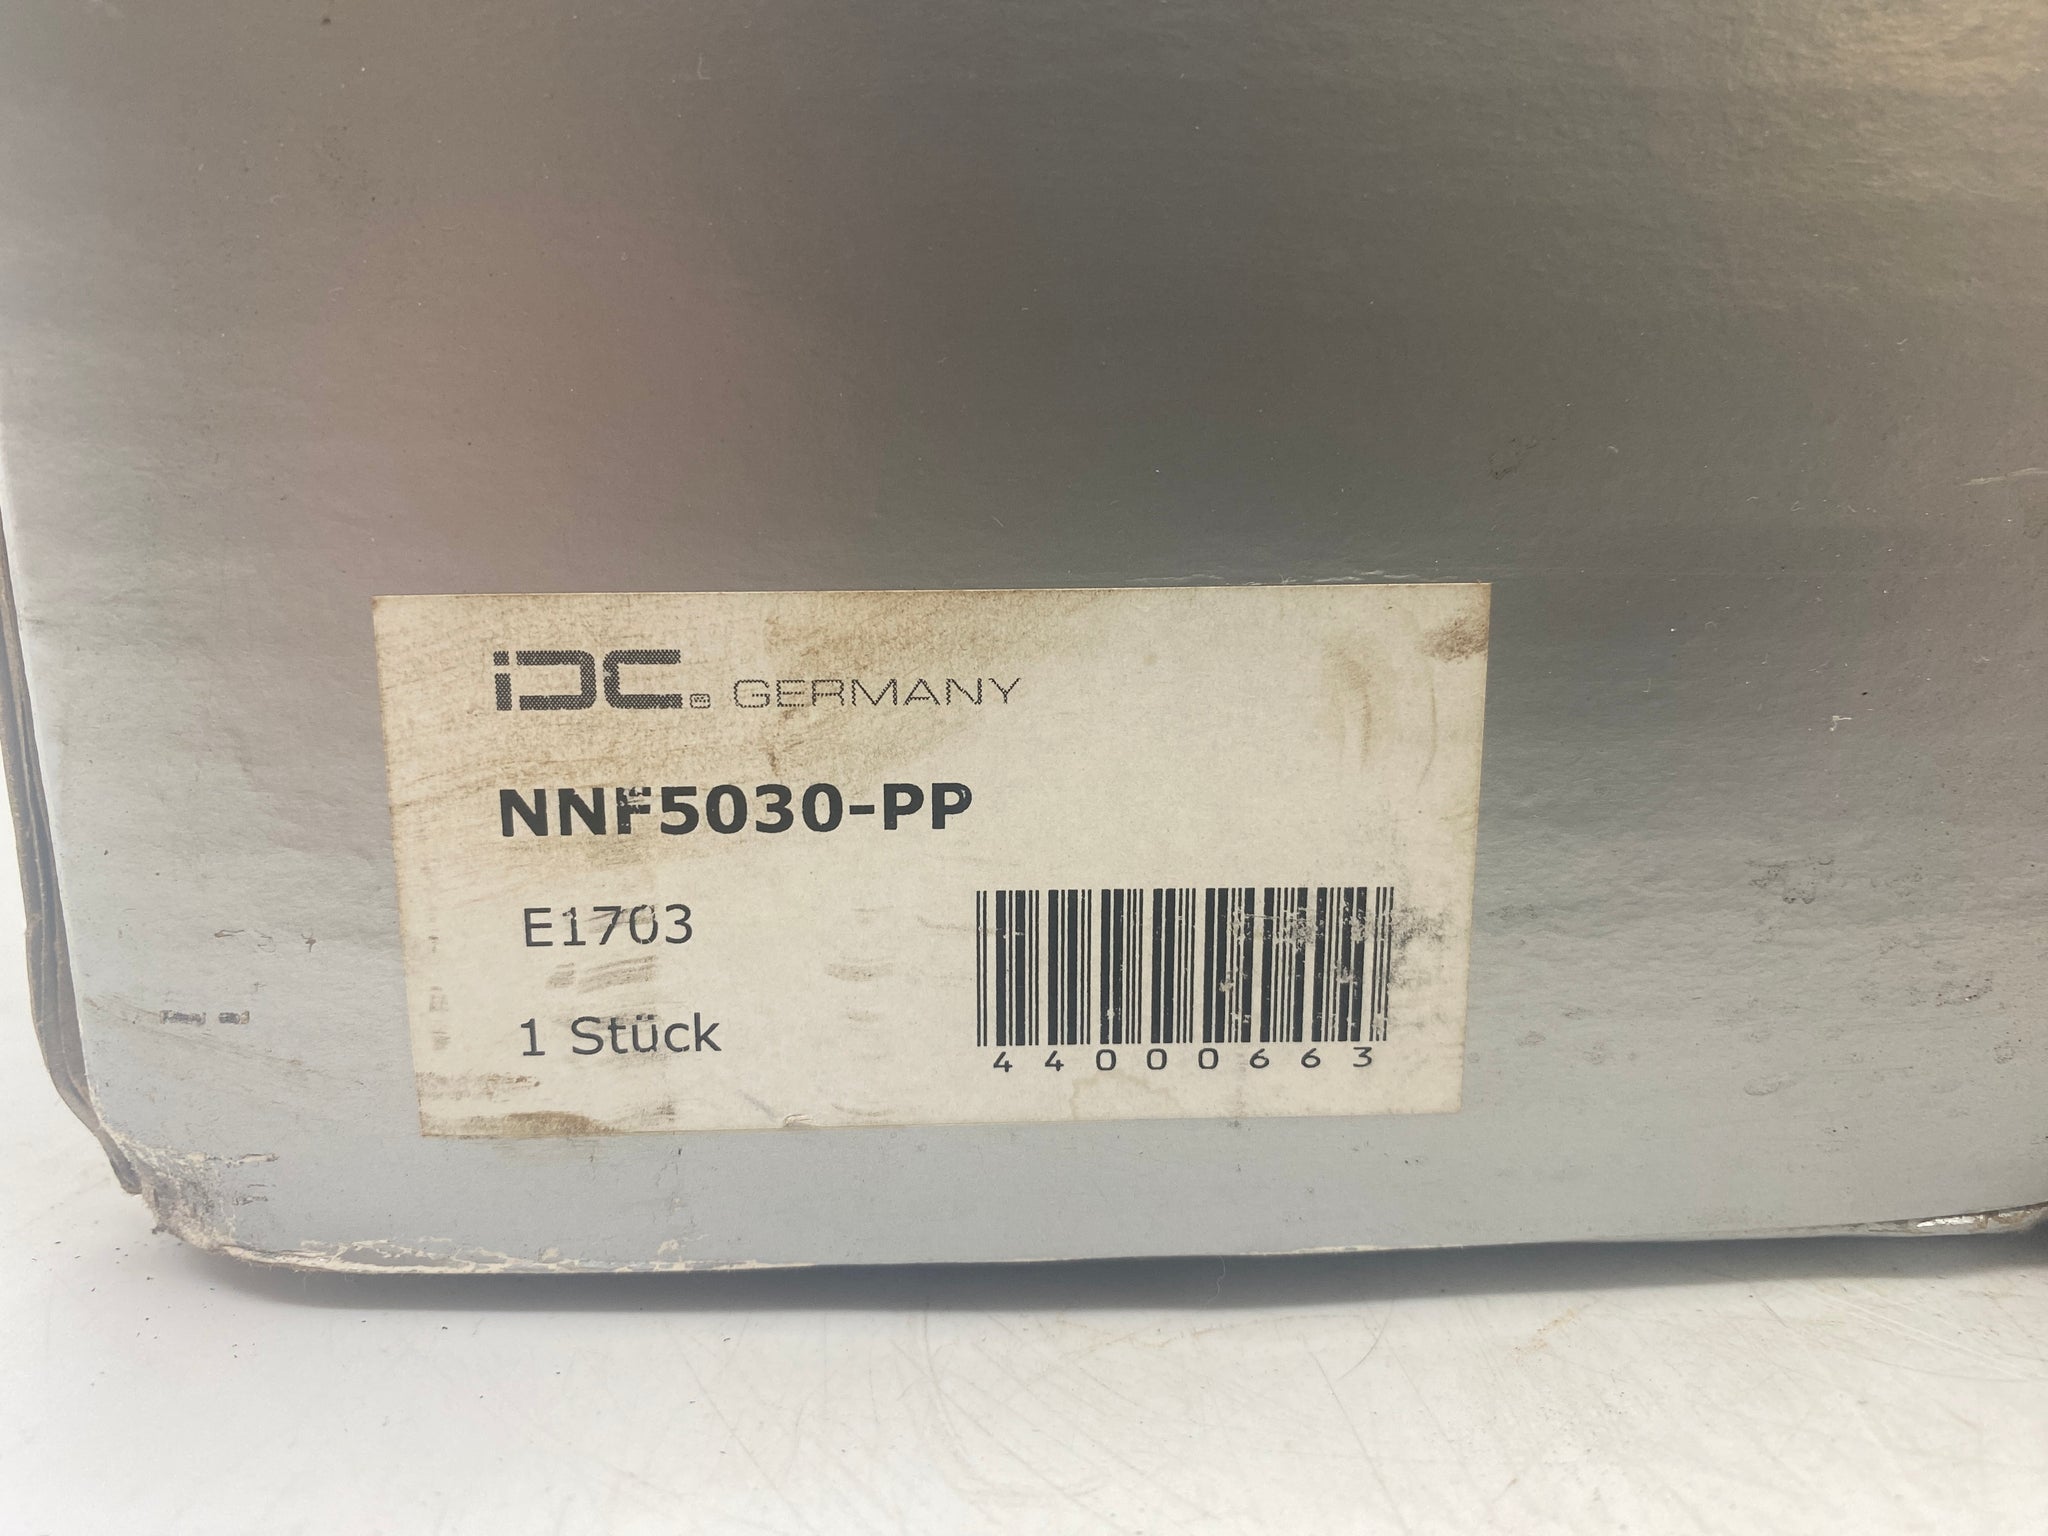 iDC® GERMANY
NNF5030-PP
E1703
1 Stück
44000663